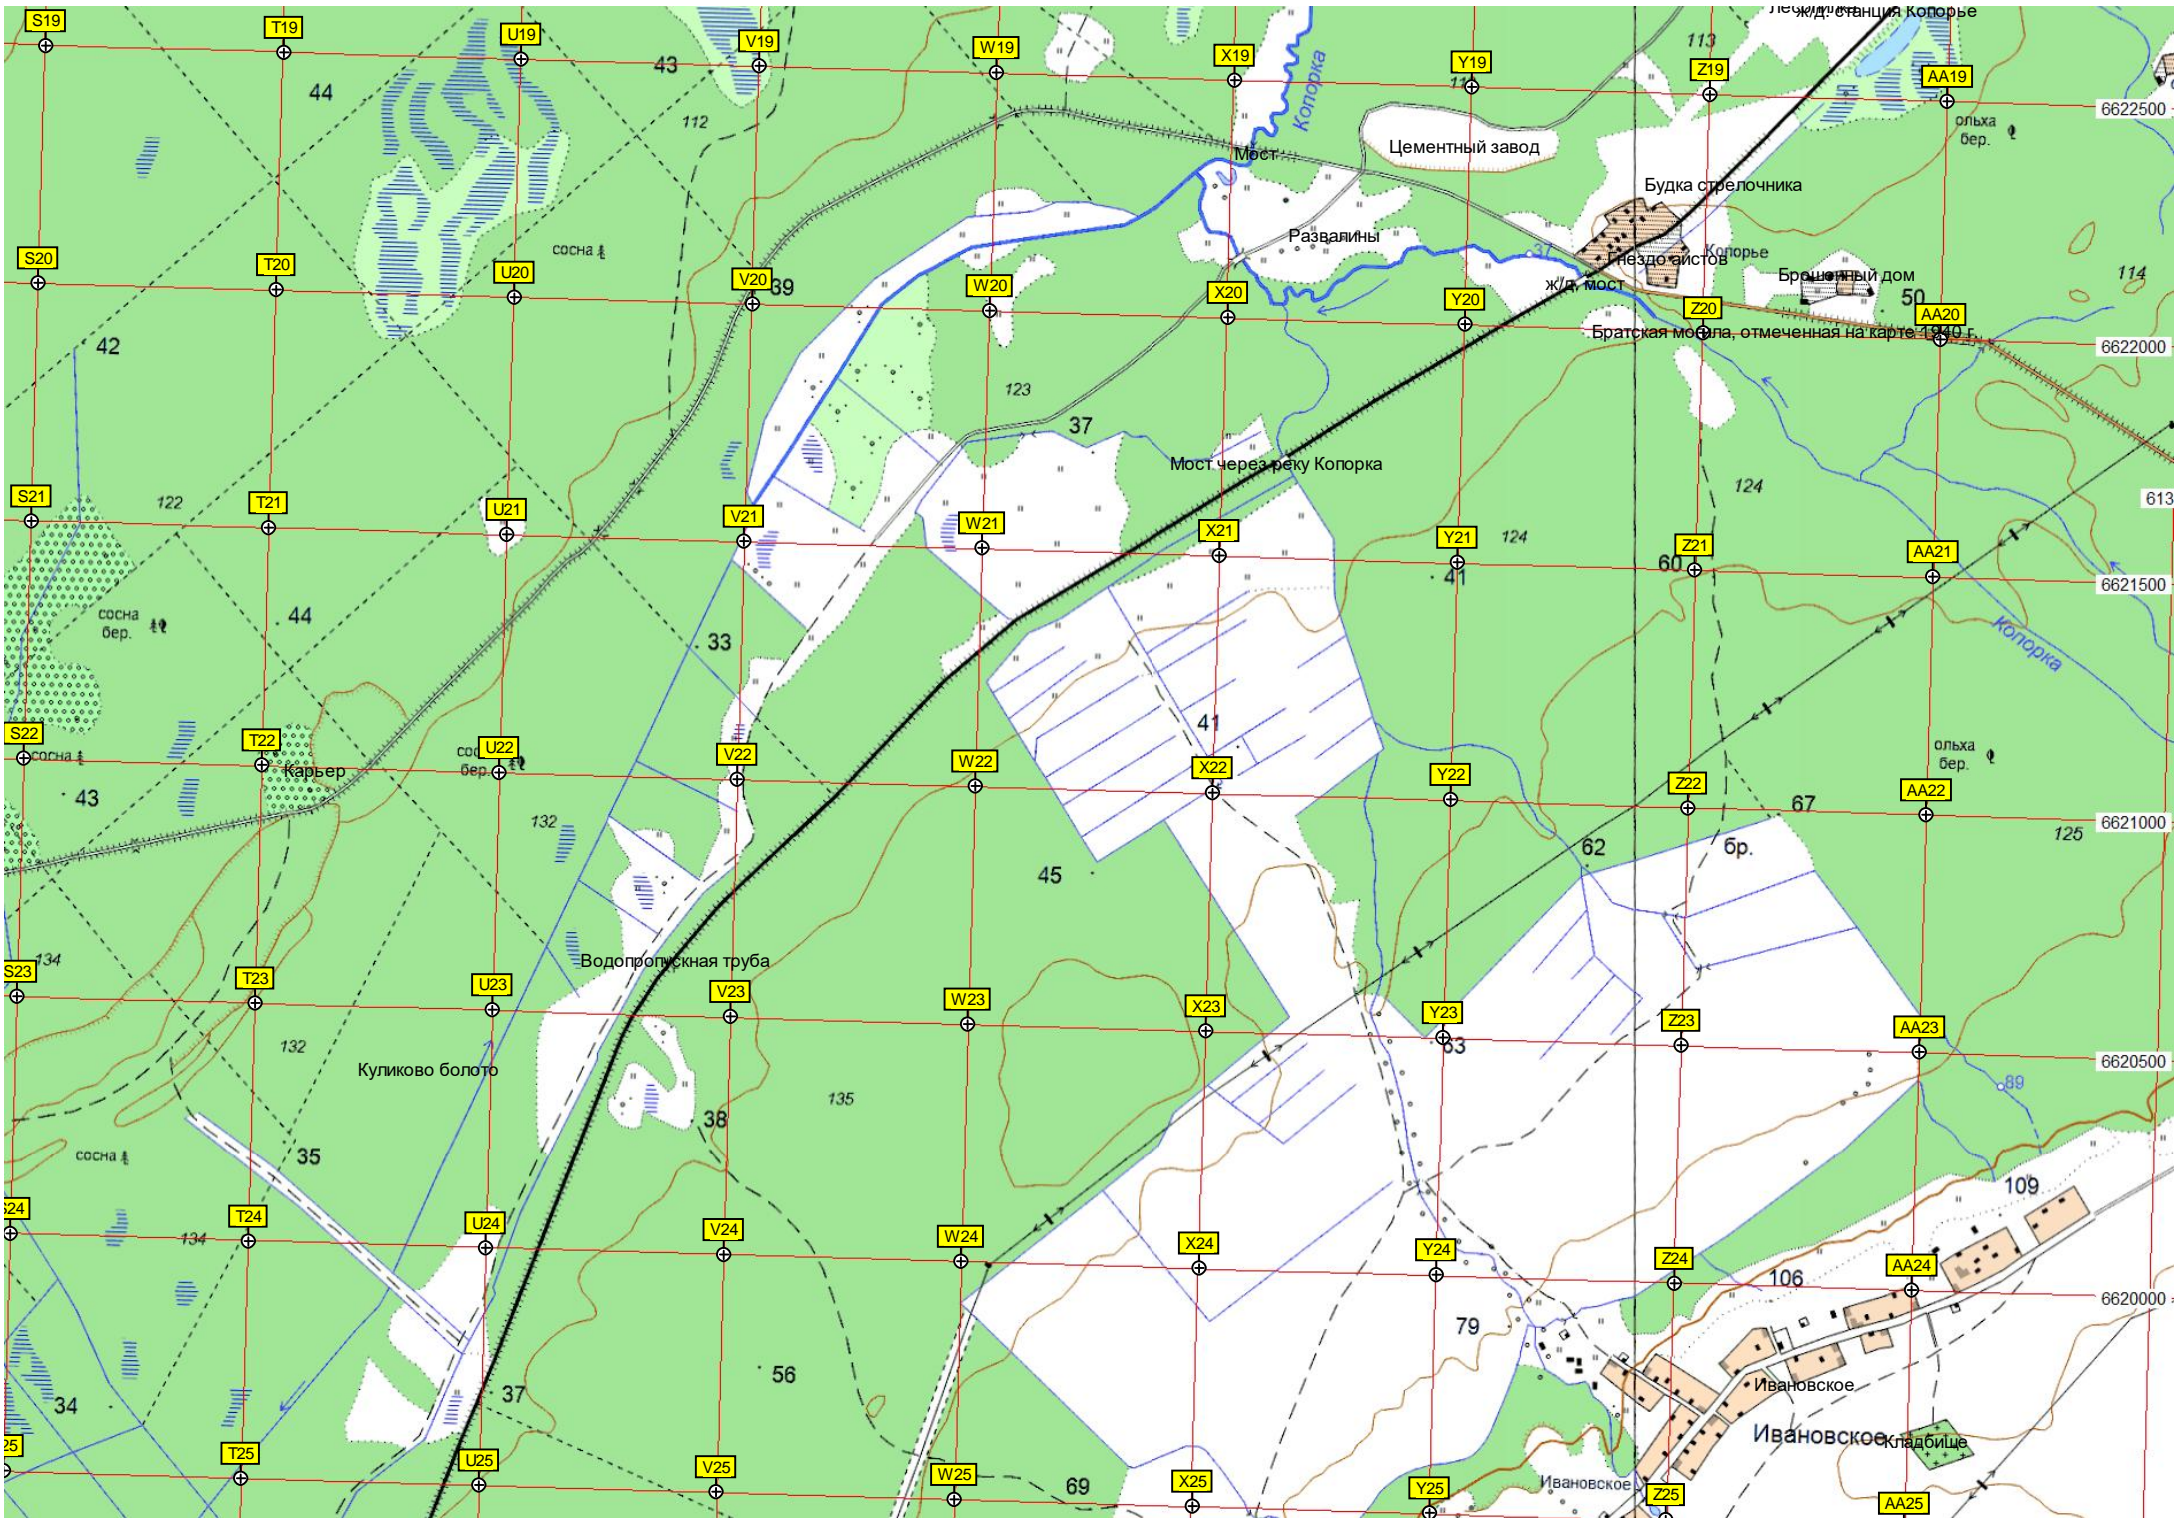 ж/д. станция Копорье
S19
T19
U19
V19
W19
X19
Y19
Z19
AA19
43
44
113
112
Копорка
6622500
ольха
бер.
Мост
Цементный завод
Будка стрелочника
сосна
Развалины
37
Копорье
Гнездо аистов
ж/д. мост
Брошенный дом
114
50
S20
T20
U20
V20
39
W20
X20
Y20
Z20
AA20
Братская могила, отмеченная на карте 1940 г.
6622000
42
123
37
Мост через реку Копорка
122
124
613
S21
T21
U21
V21
W21
X21
Y21
Z21
AA21
124
41
60
6621500
сосна
бер.
44
33
Копорка
41
S22
T22
U22
V22
W22
X22
Y22
Z22
AA22
сосна
Карьер
бер.
ольха
бер.
43
132
67
6621000
125
62
бр.
45
134
Водопропускная труба
S23
T23
U23
V23
W23
X23
Y23
Z23
AA23
132
63
6620500
Куликово болото
89
135
38
35
сосна
109
S24
T24
U24
V24
W24
X24
Y24
Z24
AA24
134
106
6620000
79
56
37
34
Ивановское
Ивановское
Кладбище
25
T25
U25
V25
W25
X25
Y25
Z25
AA25
69
Ивановское